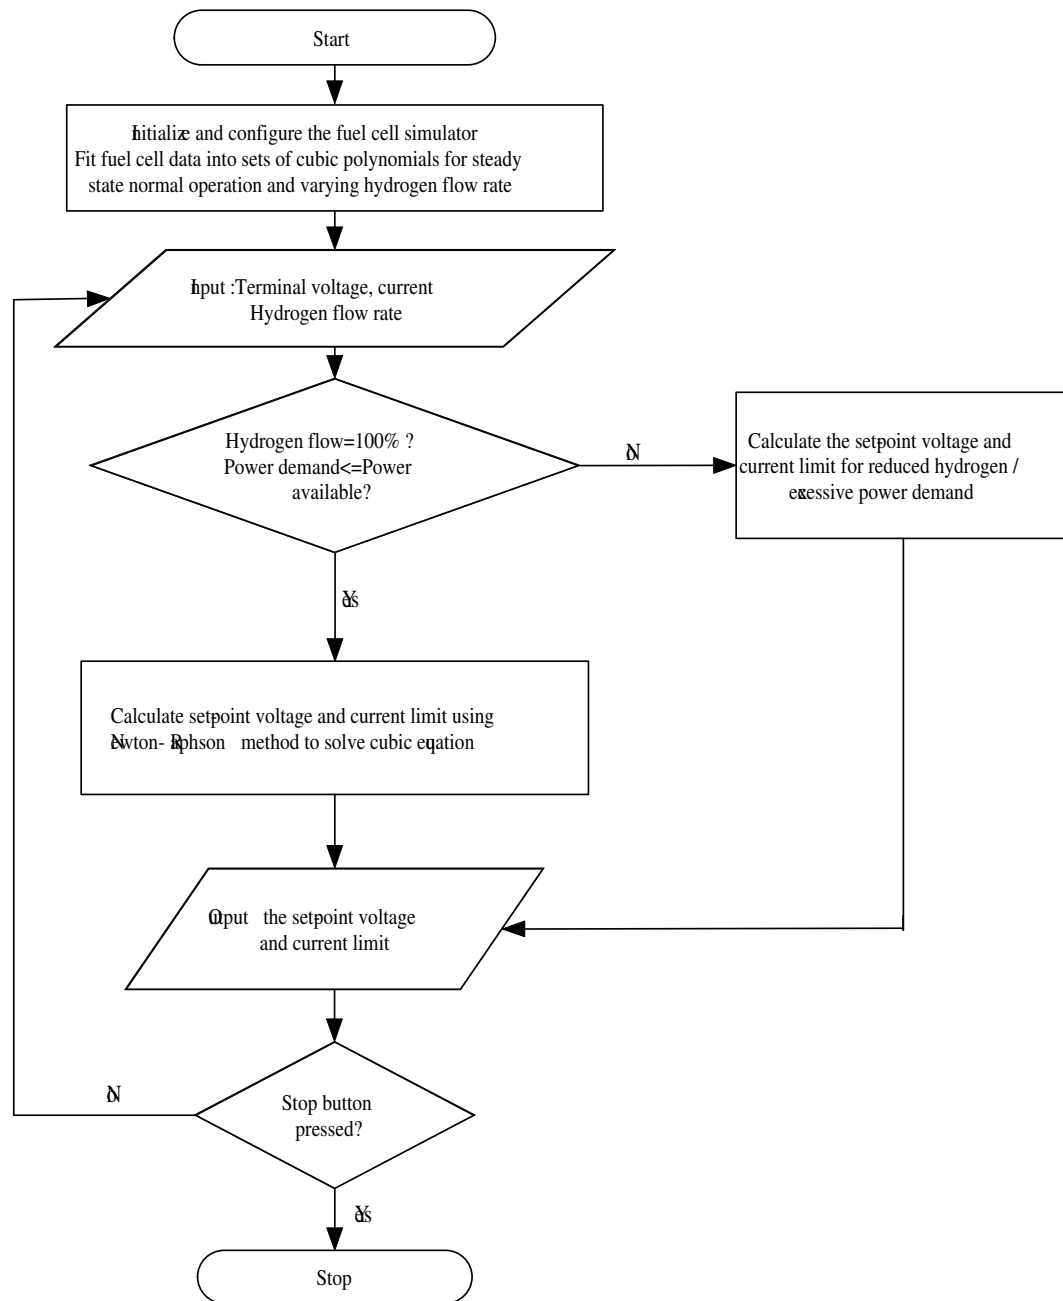 Start
Initialize and configure the fuel cell simulator
Fit fuel cell data into sets of cubic polynomials for steady
state normal operation and varying hydrogen flow rate
Input :Terminal voltage, current
Hydrogen flow rate
Hydrogen flow=100% ?
Power demand<=Power
available?
No
Calculate the set-point voltage and
current limit for reduced hydrogen /
excessive power demand
Yes
Calculate set-point voltage and current limit using
Newton- Raphson method to solve cubic equation
Output the set-point voltage
and current limit
No
Stop button
pressed?
Yes
Stop